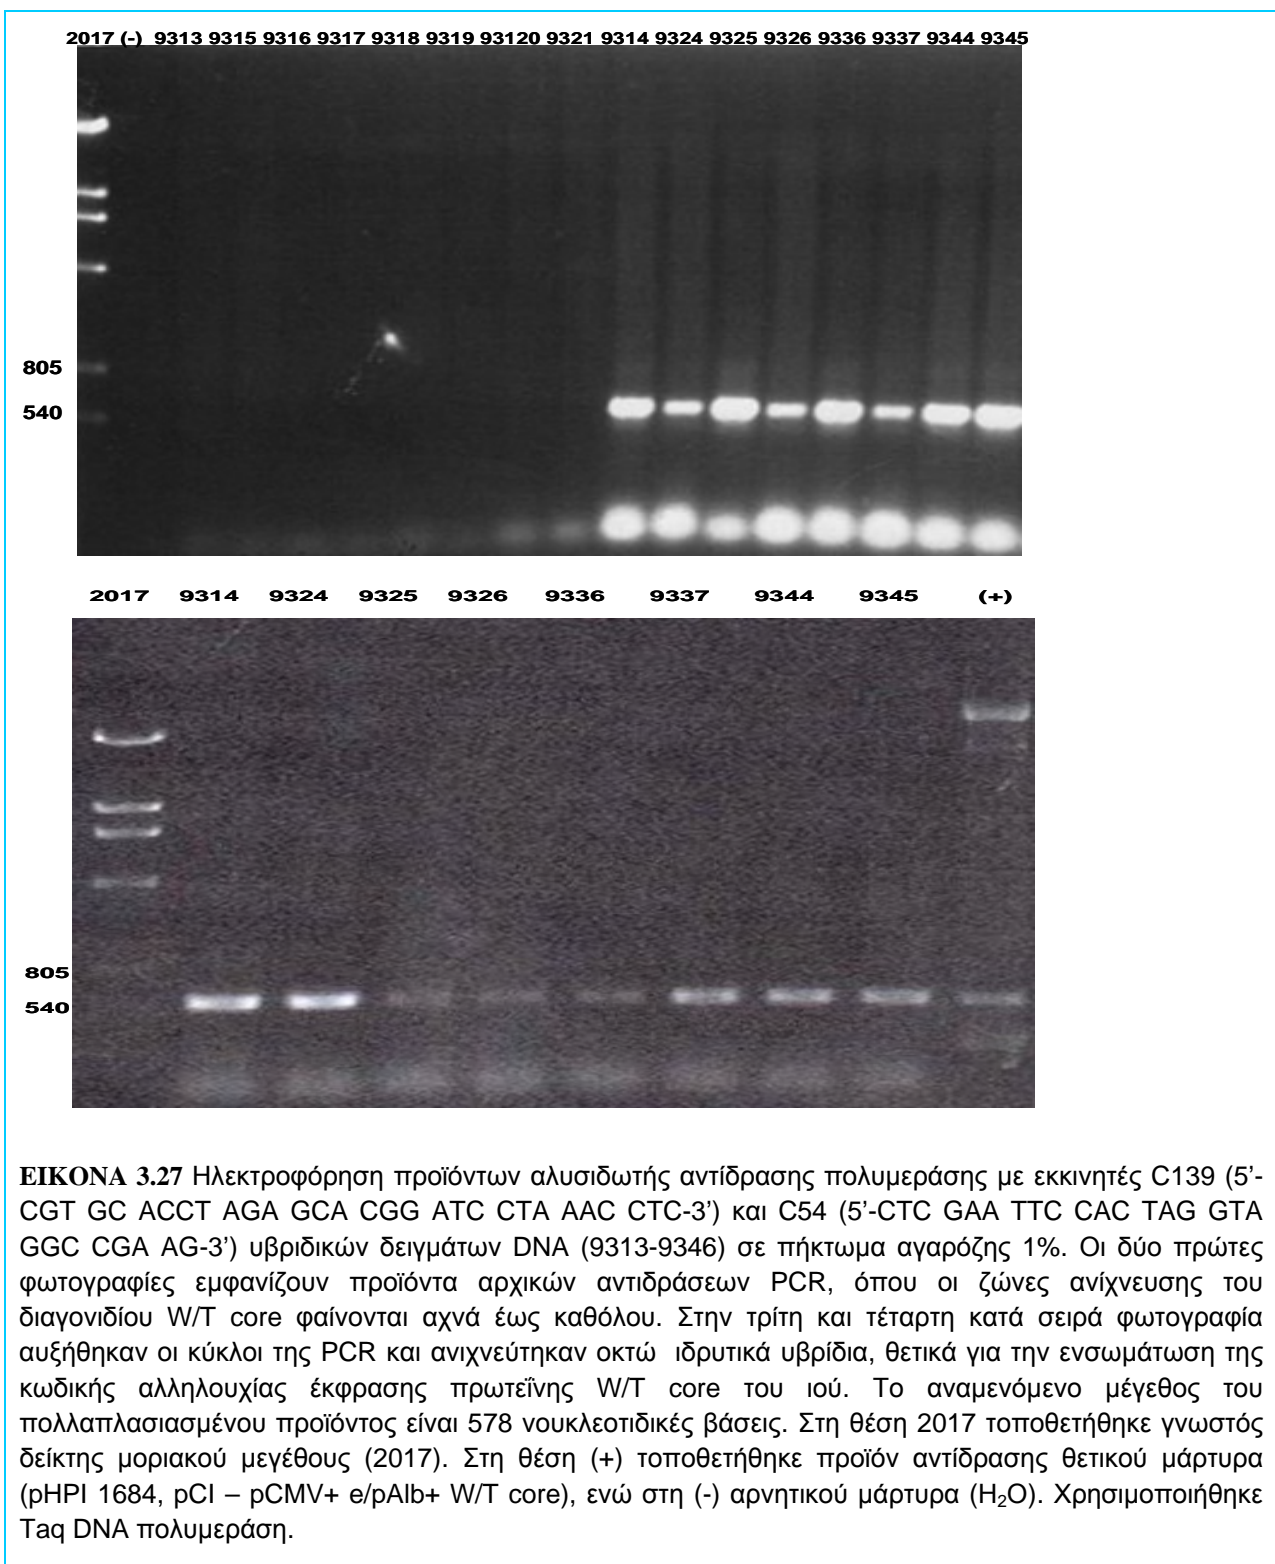 2017 (-) 9313 9315 9316 9317 9318 9319 93120 9321 9314 9324 9325 9326 9336 9337 9344 9345
805
540
2017 9314 9324 9325 9326 9336 9337 9344 9345 (+)
805
540
ΕΙΚΟΝΑ 3.27 Ηλεκτροφόρηση προϊόντων αλυσιδωτής αντίδρασης πολυμεράσης με εκκινητές C139 (5’-
CGT GC ACCT AGA GCA CGG ATC CTA AAC CTC-3’) και C54 (5’-CTC GAA TTC CAC TAG GTA
GGC CGA AG-3’) υβριδικών δειγμάτων DNA (9313-9346) σε πήκτωμα αγαρόζης 1%. Οι δύο πρώτες
φωτογραφίες εμφανίζουν προϊόντα αρχικών αντιδράσεων PCR, όπου οι ζώνες ανίχνευσης του
διαγονιδίου W/T core φαίνονται αχνά έως καθόλου. Στην τρίτη και τέταρτη κατά σειρά φωτογραφία
αυξήθηκαν οι κύκλοι της PCR και ανιχνεύτηκαν οκτώ ιδρυτικά υβρίδια, θετικά για την ενσωμάτωση της
κωδικής αλληλουχίας έκφρασης πρωτεΐνης W/T core του ιού. Το αναμενόμενο μέγεθος του
πολλαπλασιασμένου προϊόντος είναι 578 νουκλεοτιδικές βάσεις. Στη θέση 2017 τοποθετήθηκε γνωστός
δείκτης μοριακού μεγέθους (2017). Στη θέση (+) τοποθετήθηκε προϊόν αντίδρασης θετικού μάρτυρα
(pHPI 1684, pCI – pCMV+ e/pAlb+ W/T core), ενώ στη (-) αρνητικού μάρτυρα (H₂O). Χρησιμοποιήθηκε
Taq DNA πολυμεράση.